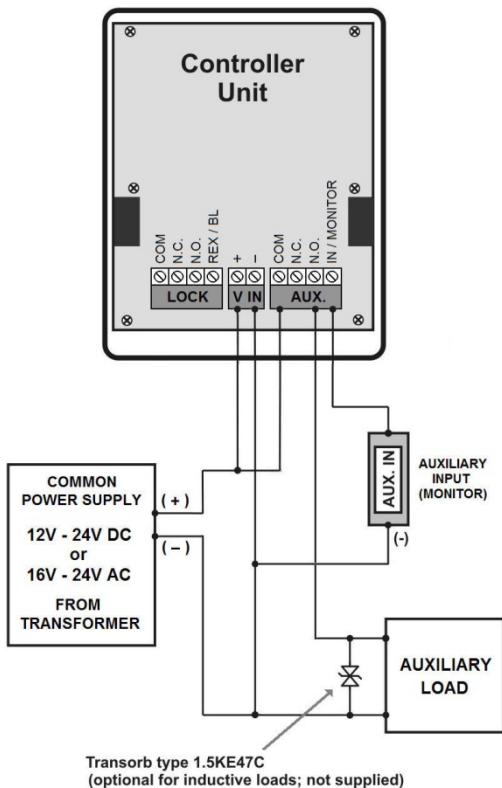 Controller
Unit
COM
N.C.
N.O.
REX / BL
+
–
COM
N.C.
N.O.
IN / MONITOR
LOCK
V IN
AUX.
COMMON
POWER SUPPLY
12V - 24V DC
or
16V - 24V AC
FROM
TRANSFORMER
(+)
(–)
AUX. IN
AUXILIARY
INPUT
(MONITOR)
(-)
AUXILIARY
LOAD
Transorb type 1.5KE47C
(optional for inductive loads; not supplied)